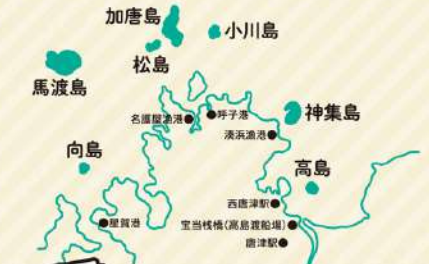 加唐島
小川島
松島
馬渡島
名護屋漁港
呼子港
神集島
湊浜漁港
向島
高島
西唐津駅
屋賀港
宝当桟橋(高島渡船場)
唐津駅